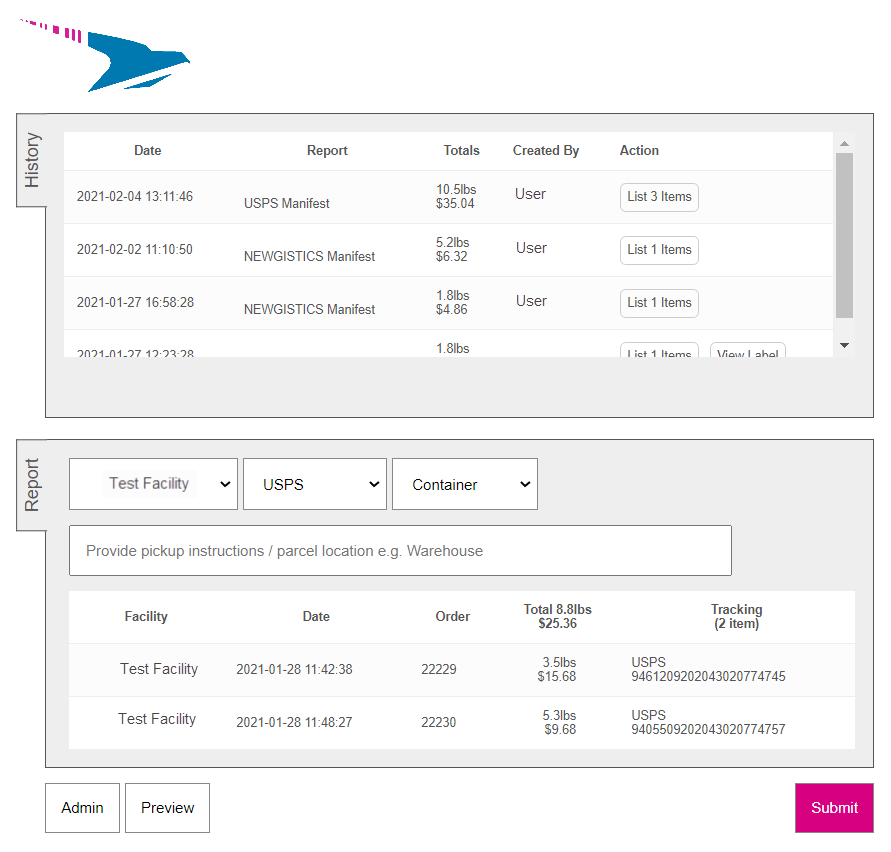 History
Date Report Totals Created By Action
2021-02-04 13:11:46 USPS Manifest 10.5lbs $35.04 User List 3 Items
2021-02-02 11:10:50 NEWGISTICS Manifest 5.2lbs $6.32 User List 1 Items
2021-01-27 16:58:28 NEWGISTICS Manifest 1.8lbs $4.86 User List 1 Items
2021-01-27 12:23:28 1.8lbs List 1 Items View Label
Report
Test Facility USPS Container
Provide pickup instructions / parcel location e.g. Warehouse
Facility Date Order Total 8.8lbs $25.36 Tracking (2 item)
Test Facility 2021-01-28 11:42:38 22229 3.5lbs $15.68 USPS 9461209202043020774745
Test Facility 2021-01-28 11:48:27 22230 5.3lbs $9.68 USPS 9405509202043020774757
Admin Preview Submit